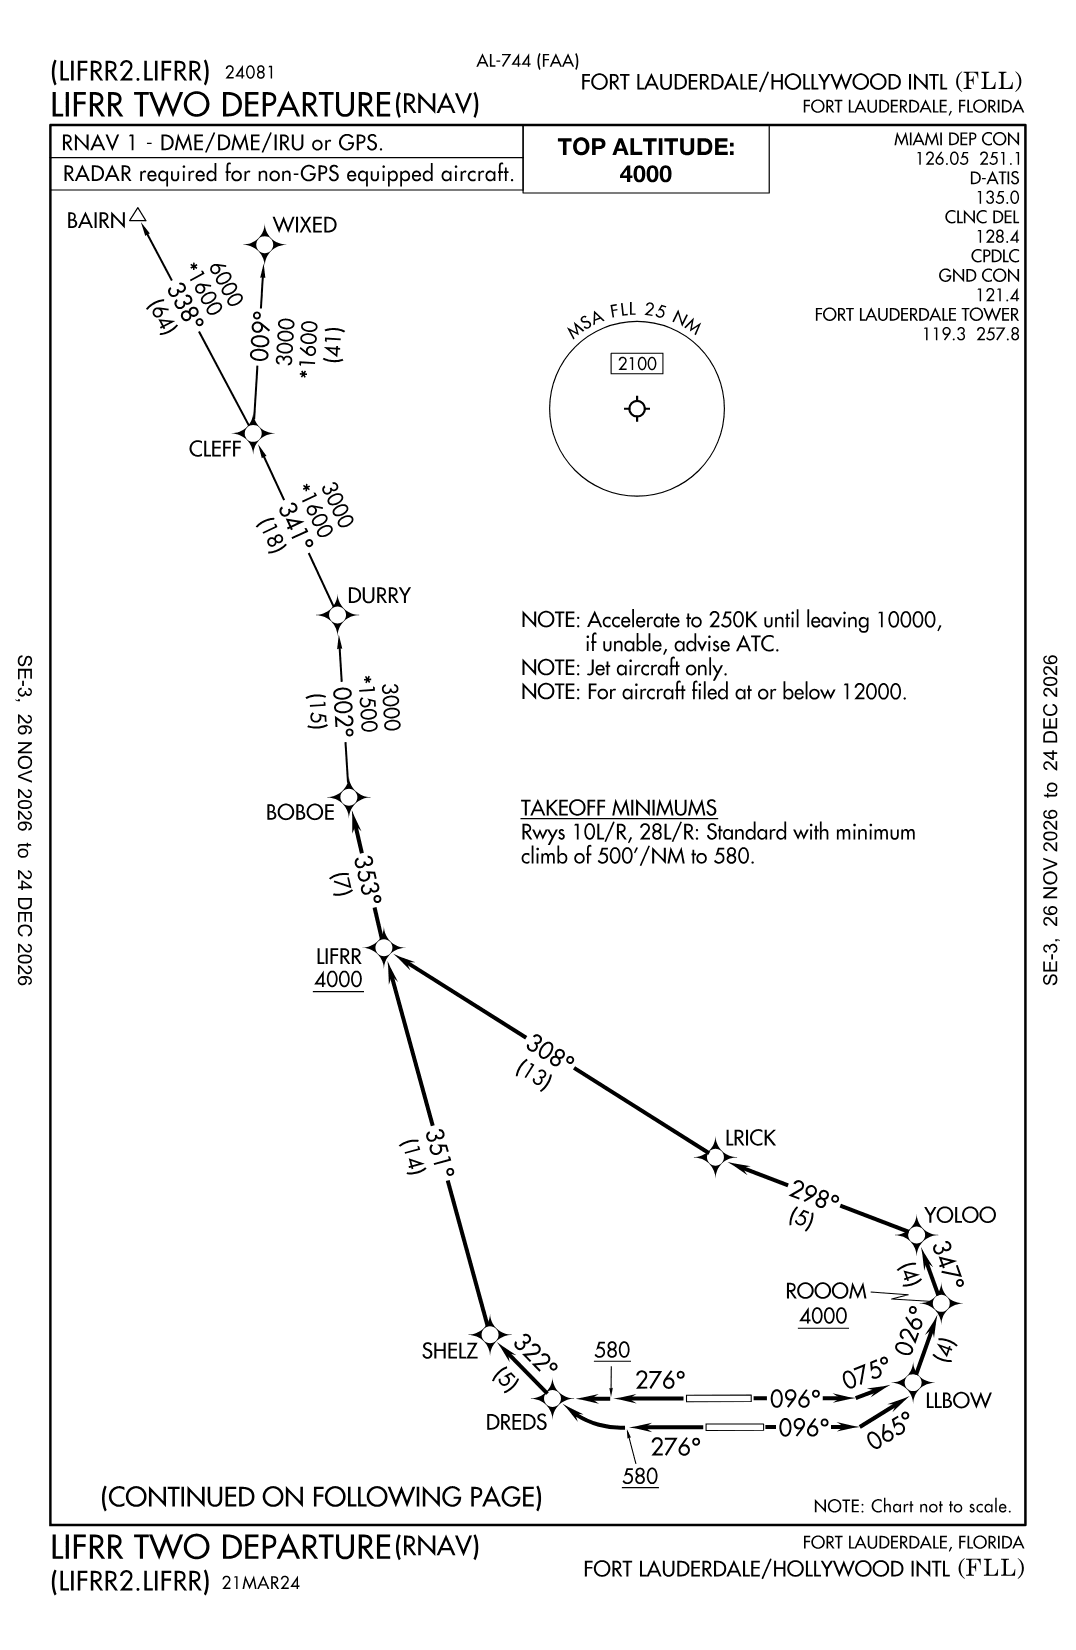 (LIFRR2.LIFRR) 24081
AL-744 (FAA)
FORT LAUDERDALE/HOLLYWOOD INTL (FLL)
LIFRR TWO DEPARTURE(RNAV)
FORT LAUDERDALE, FLORIDA
RNAV 1 - DME/DME/IRU or GPS.
RADAR required for non-GPS equipped aircraft.
TOP ALTITUDE:
4000
MIAMI DEP CON
126.05 251.1
D-ATIS
135.0
CLNC DEL
128.4
CPDLC
GND CON
121.4
FORT LAUDERDALE TOWER
119.3 257.8
BAIRN
WIXED
6000
*1600
338°
(64)
009°
3000
*1600
(41)
MSA FLL 25 NM
2100
CLEFF
3000
*1600
341°
(18)
DURRY
NOTE: Accelerate to 250K until leaving 10000,
if unable, advise ATC.
NOTE: Jet aircraft only.
NOTE: For aircraft filed at or below 12000.
3000
*1500
002°
(15)
BOBOE
TAKEOFF MINIMUMS
Rwys 10L/R, 28L/R: Standard with minimum
climb of 500'/NM to 580.
353°
(7)
LIFRR
4000
308°
(13)
351°
(14)
LRICK
298°
(5)
YOLOO
347°
(4)
ROOOM
4000
026°
(4)
SHELZ
322°
(5)
580
276°
096°
075°
LLBOW
DREDS
276°
096°
065°
580
(CONTINUED ON FOLLOWING PAGE)
NOTE: Chart not to scale.
LIFRR TWO DEPARTURE(RNAV)
FORT LAUDERDALE, FLORIDA
(LIFRR2.LIFRR) 21MAR24
FORT LAUDERDALE/HOLLYWOOD INTL (FLL)
SE-3, 26 NOV 2026 to 24 DEC 2026
SE-3, 26 NOV 2026 to 24 DEC 2026